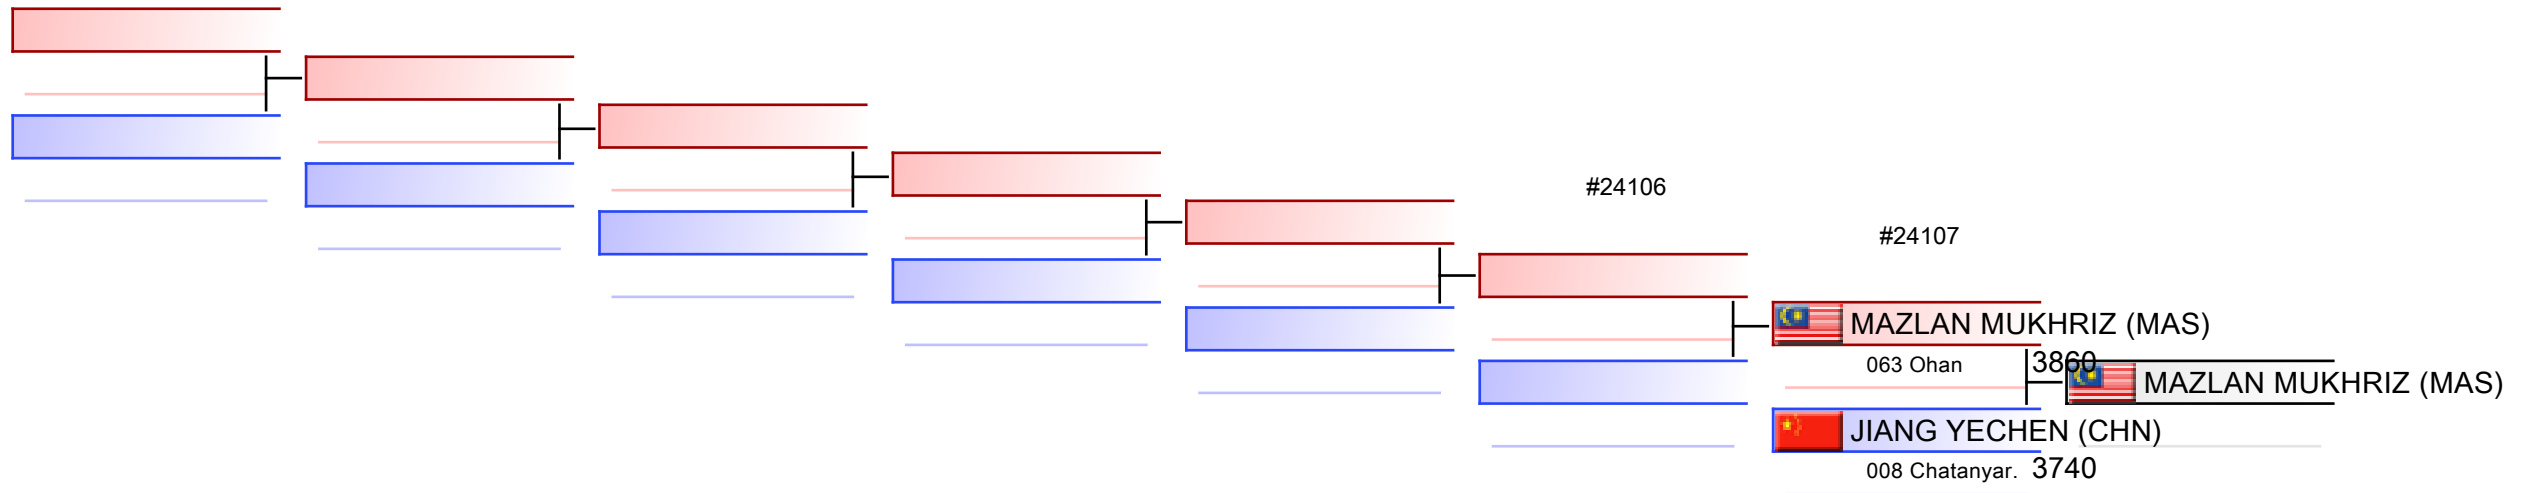 #24106
#24107
MAZLAN MUKHRIZ (MAS)
063 Ohan 3860
MAZLAN MUKHRIZ (MAS)
JIANG YECHEN (CHN)
008 Chatanyar. 3740